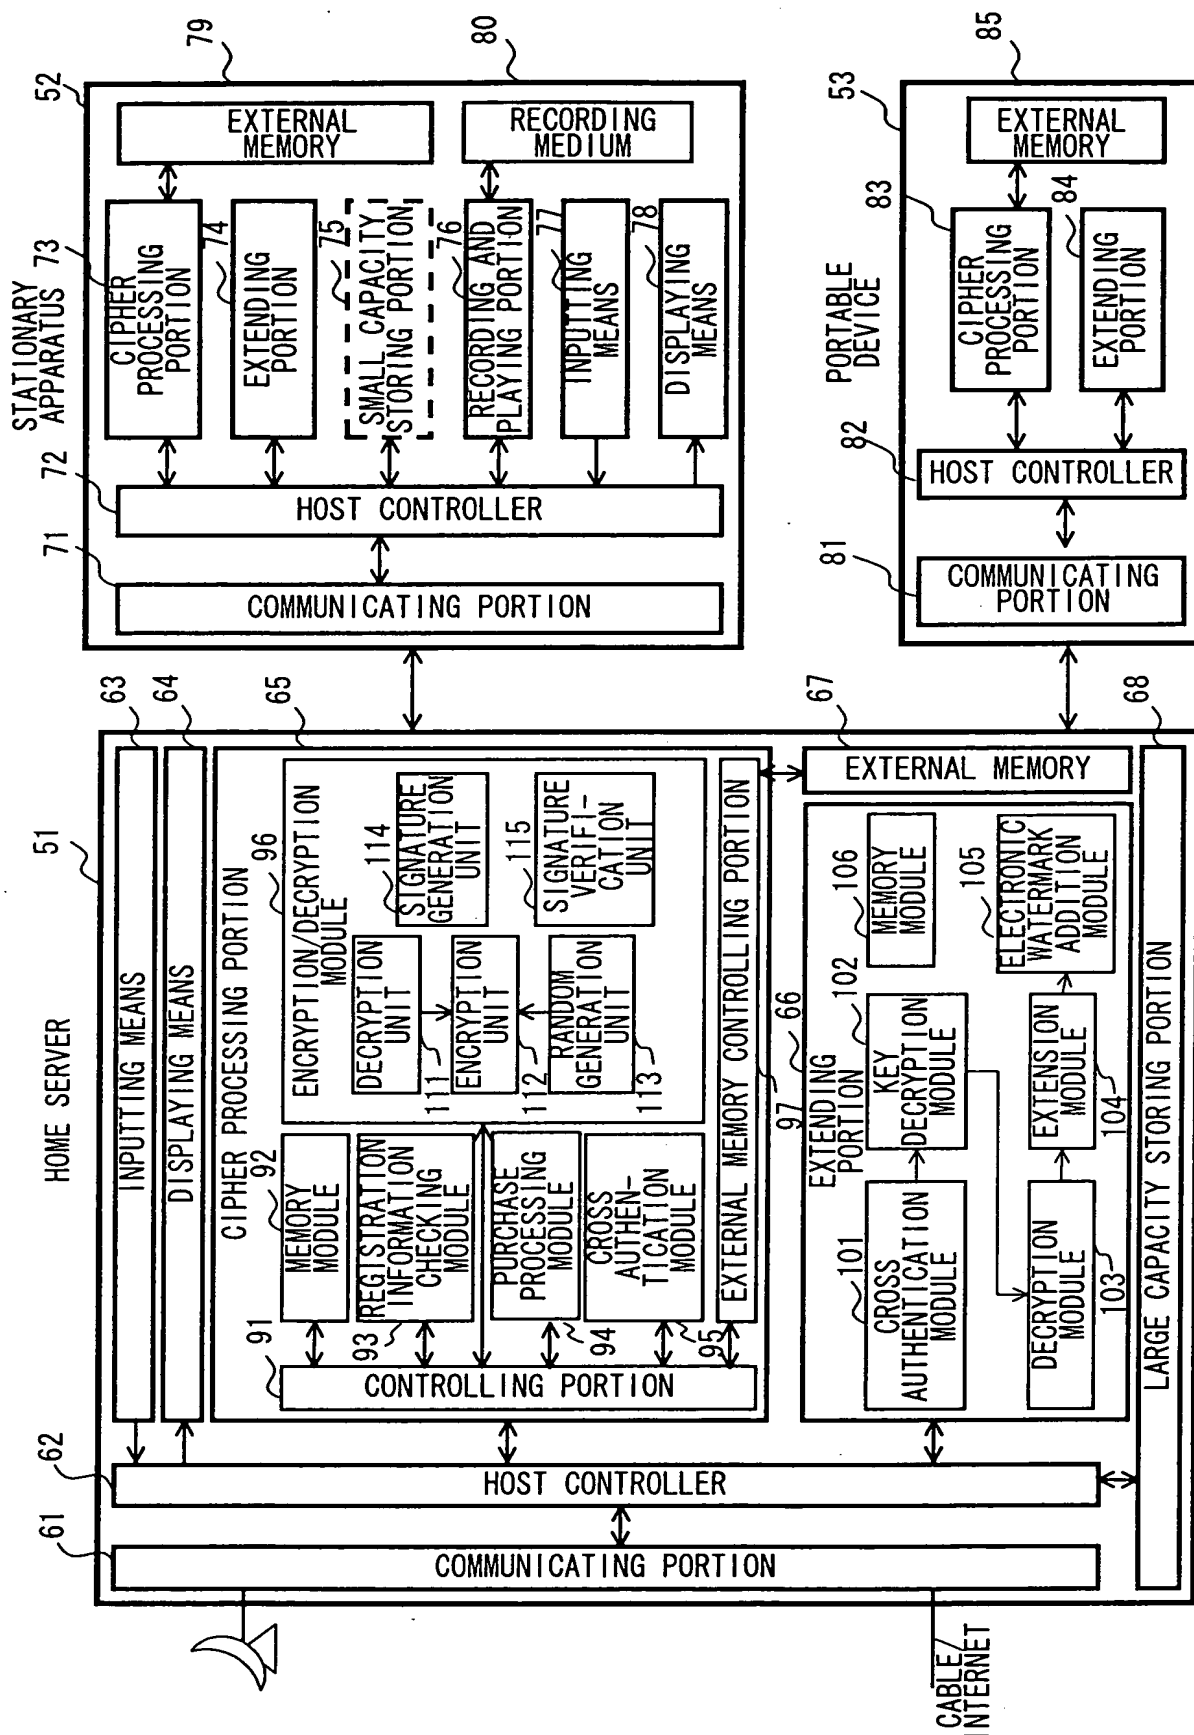 HOME SERVER
51
INPUTTING MEANS
63
DISPLAYING MEANS
64
CIPHER PROCESSING PORTION
65
61
COMMUNICATING PORTION
62
HOST CONTROLLER
91
CONTROLLING PORTION
92
MEMORY
MODULE
93
REGISTRATION
INFORMATION
CHECKING
MODULE
94
PURCHASE
PROCESSING
MODULE
95
CROSS
AUTHEN-
TICATION
MODULE
96
ENCRYPTION/DECRYPTION
MODULE
DECRYPTION
UNIT
111
ENCRYPTION
UNIT
112
RANDOM
GENERATION
UNIT
113
114
SIGNATURE
GENERATION
UNIT
115
SIGNATURE
VERIFI-
CATION
UNIT
EXTERNAL MEMORY CONTROLLING PORTION
97
66
EXTENDING
PORTION
101
CROSS
AUTHENTICATION
MODULE
102
KEY
DECRYPTION
MODULE
DECRYPTION
MODULE
103
EXTENSION
MODULE
104
105
ELECTRONIC
WATERMARK
ADDITION
MODULE
106
MEMORY
MODULE
67
EXTERNAL MEMORY
68
LARGE CAPACITY STORING PORTION
CABLE
INTERNET
STATIONARY
APPARATUS
52
71
COMMUNICATING PORTION
72
HOST CONTROLLER
73
CIPHER
PROCESSING
PORTION
74
EXTENDING
PORTION
75
SMALL CAPACITY
STORING PORTION
76
RECORDING AND
PLAYING PORTION
77
INPUTTING
MEANS
78
DISPLAYING
MEANS
79
EXTERNAL
MEMORY
80
RECORDING
MEDIUM
PORTABLE
DEVICE
53
81
COMMUNICATING
PORTION
82
HOST CONTROLLER
83
CIPHER
PROCESSING
PORTION
84
EXTENDING
PORTION
85
EXTERNAL
MEMORY